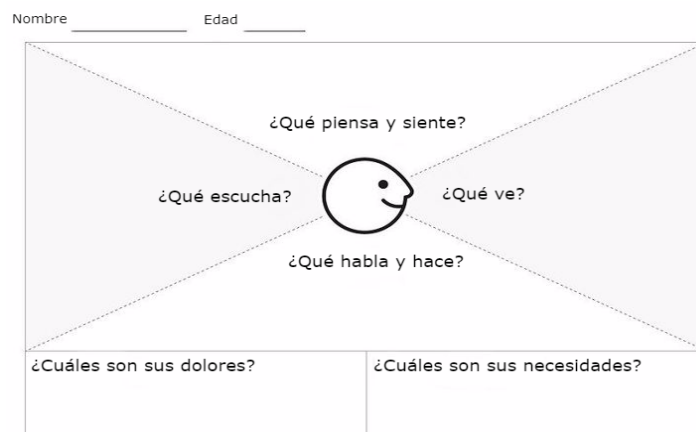 Nombre Edad
¿Qué piensa y siente?
¿Qué escucha? ¿Qué ve?
¿Qué habla y hace?
¿Cuáles son sus dolores? ¿Cuáles son sus necesidades?